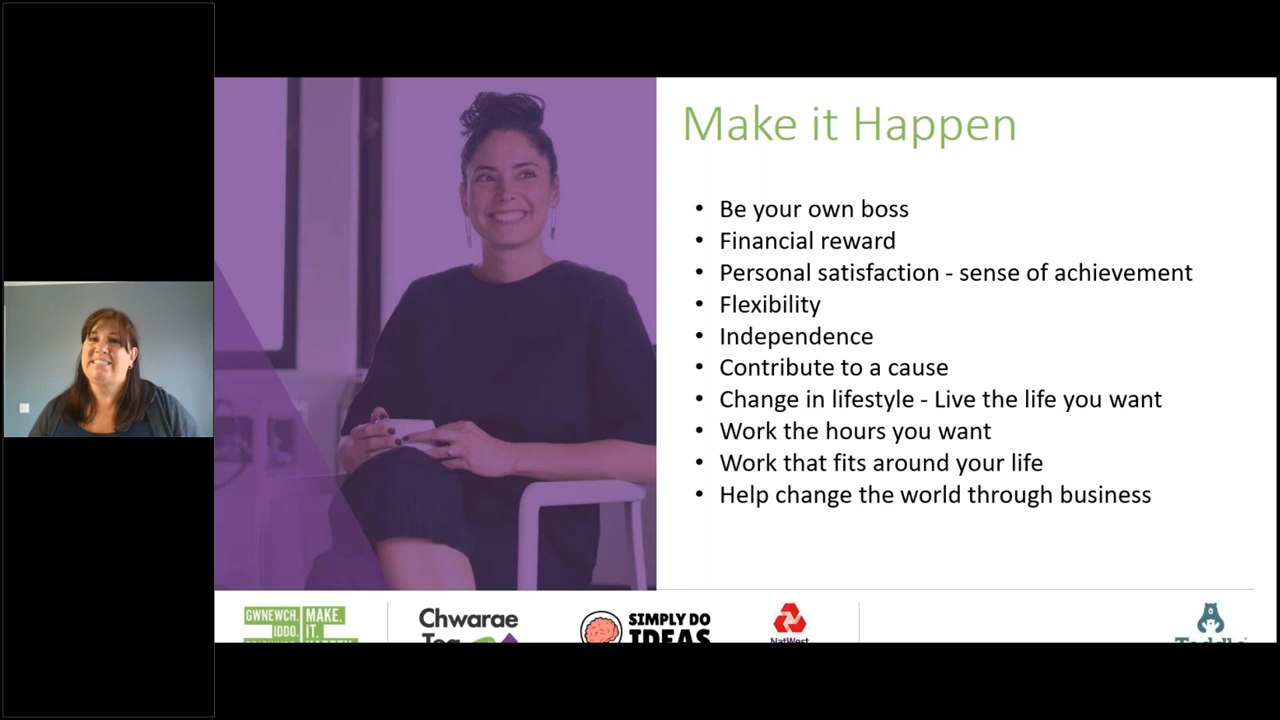 Make it Happen
• Be your own boss
• Financial reward
• Personal satisfaction - sense of achievement
• Flexibility
• Independence
• Contribute to a cause
• Change in lifestyle - Live the life you want
• Work the hours you want
• Work that fits around your life
• Help change the world through business
GWNEWCH. MAKE.
IDDO. IT.
Chwarae
SIMPLY DO
IDEAS
NatWest